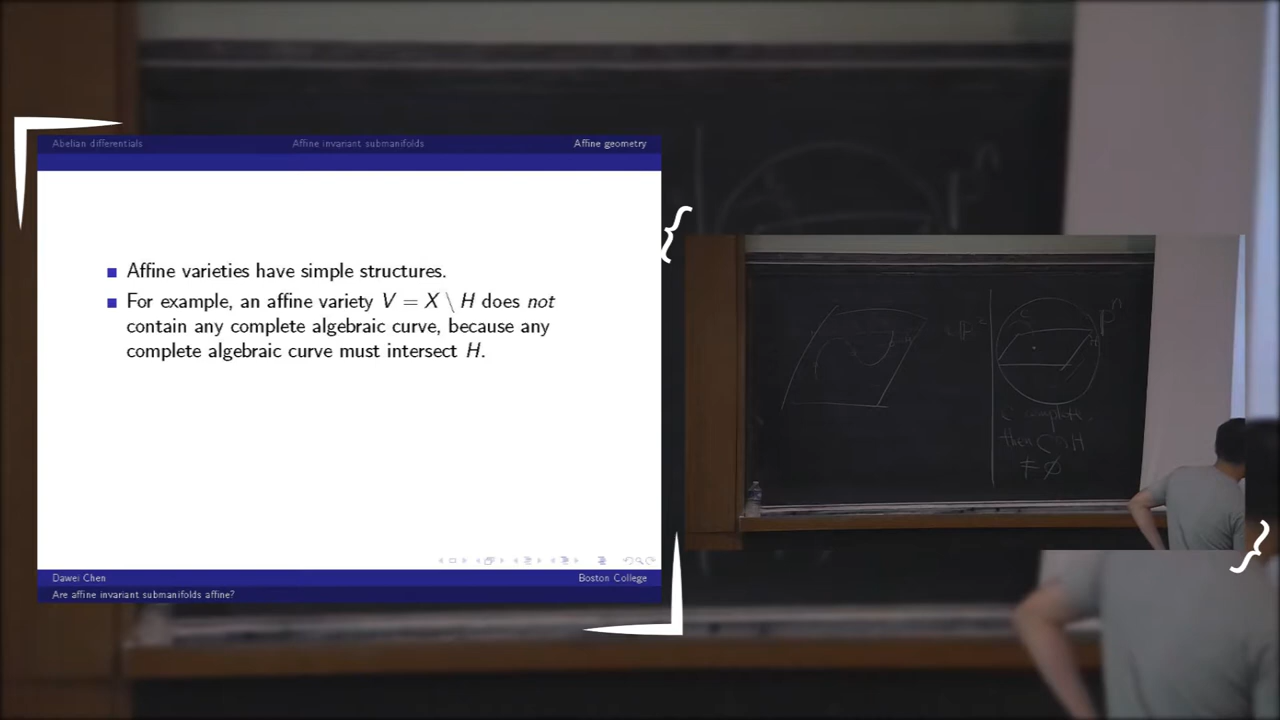 Abelian differentials
Affine invariant submanifolds
Affine geometry
Affine varieties have simple structures.
For example, an affine variety V = X \ H does not
contain any complete algebraic curve, because any
complete algebraic curve must intersect H.
Dawei Chen
Boston College
Are affine invariant submanifolds affine?
C complete,
then C ∩ H
≠ ∅